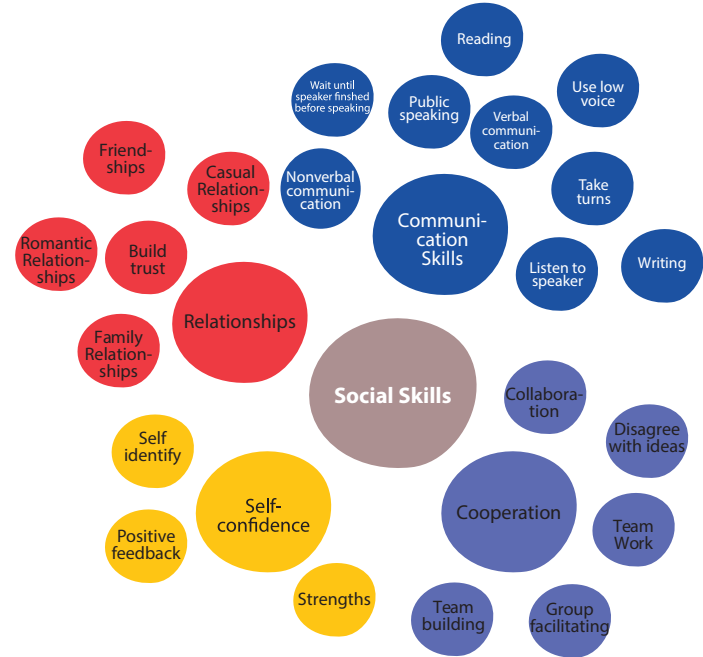 Reading
Wait until
speaker finshed
before speaking
Public
speaking
Use low
voice
Verbal
communi-
cation
Friend-
ships
Casual
Relation-
ships
Nonverbal
communi-
cation
Take
turns
Communi-
cation
Skills
Romantic
Relation-
ships
Build
trust
Listen to
speaker
Writing
Relationships
Family
Relation-
ships
Social Skills
Collabora-
tion
Self
identify
Disagree
with ideas
Self-
confidence
Cooperation
Positive
feedback
Team
Work
Strengths
Team
building
Group
facilitating